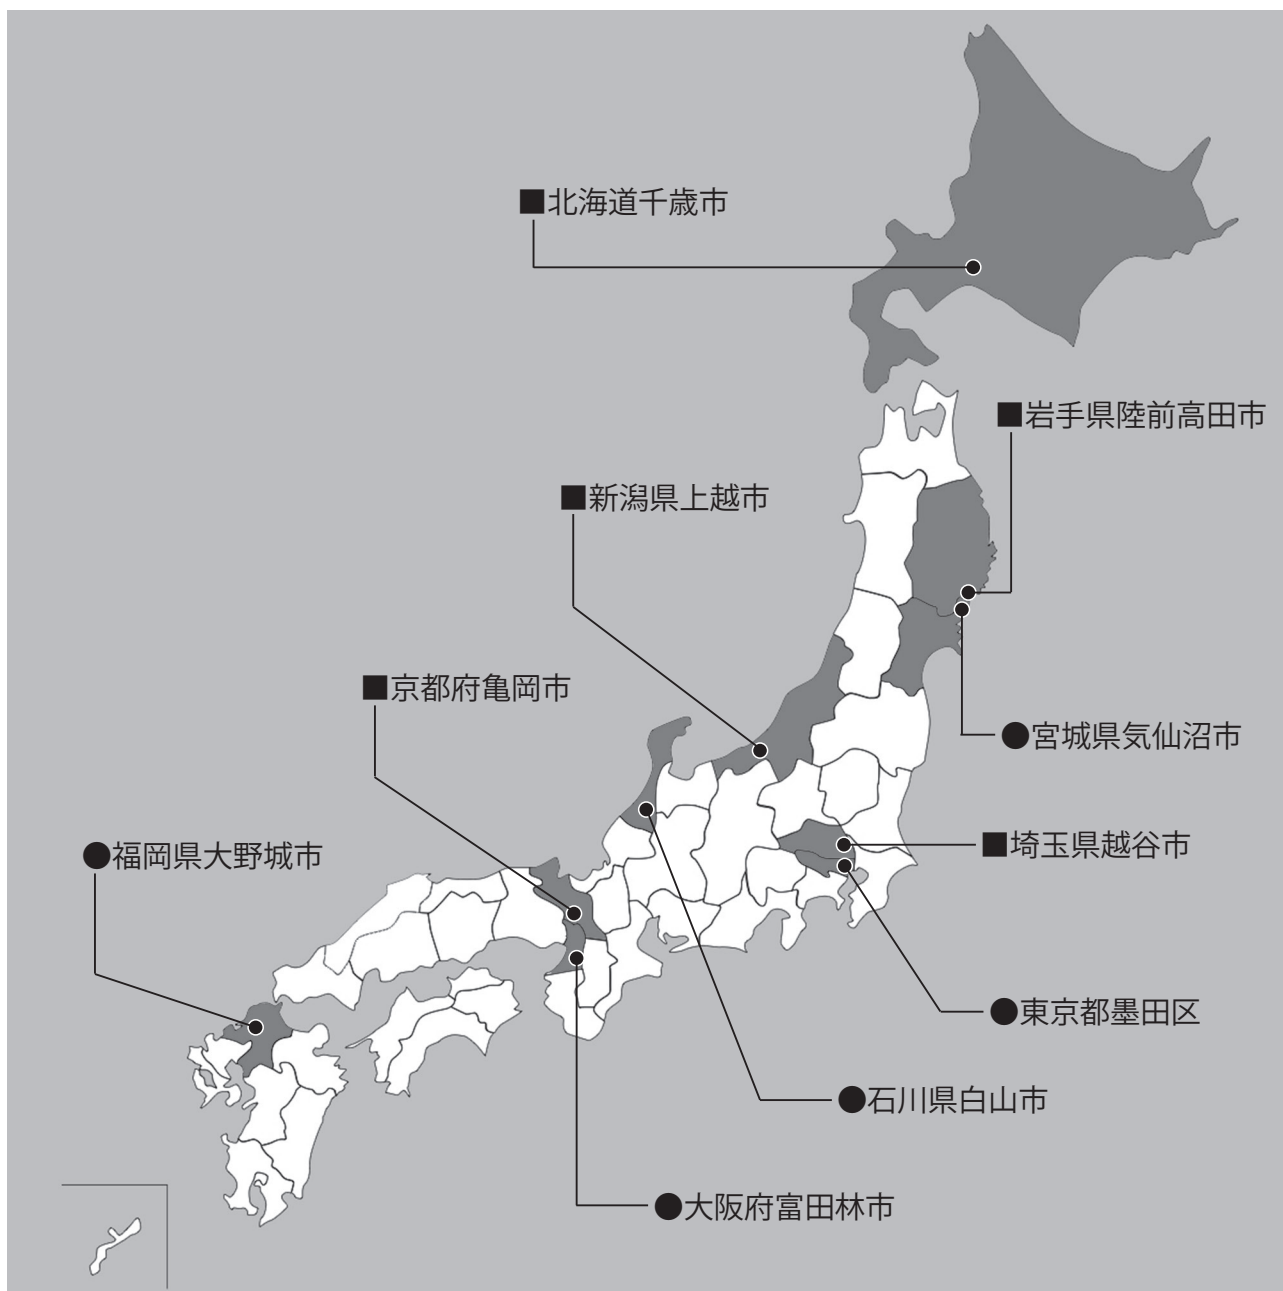 ■北海道千歳市
■岩手県陸前高田市
■新潟県上越市
■京都府亀岡市
●宮城県気仙沼市
■埼玉県越谷市
●福岡県大野城市
●東京都墨田区
●石川県白山市
●大阪府富田林市